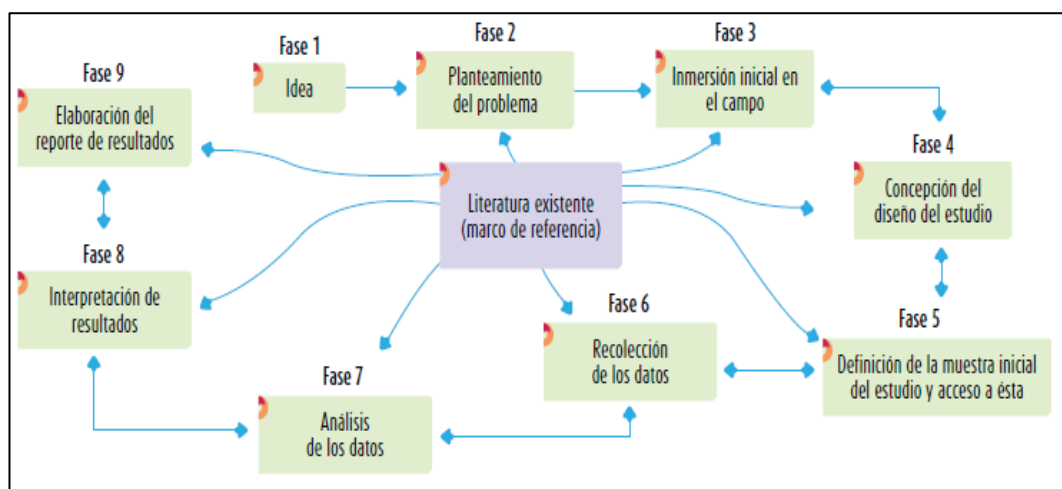 Fase 1
Idea
Fase 2
Planteamiento
del problema
Fase 3
Inmersión inicial en
el campo
Fase 4
Concepción del
diseño del estudio
Fase 5
Definición de la muestra inicial
del estudio y acceso a ésta
Fase 6
Recolección
de los datos
Fase 7
Análisis
de los datos
Fase 8
Interpretación de
resultados
Fase 9
Elaboración del
reporte de resultados
Literatura existente
(marco de referencia)